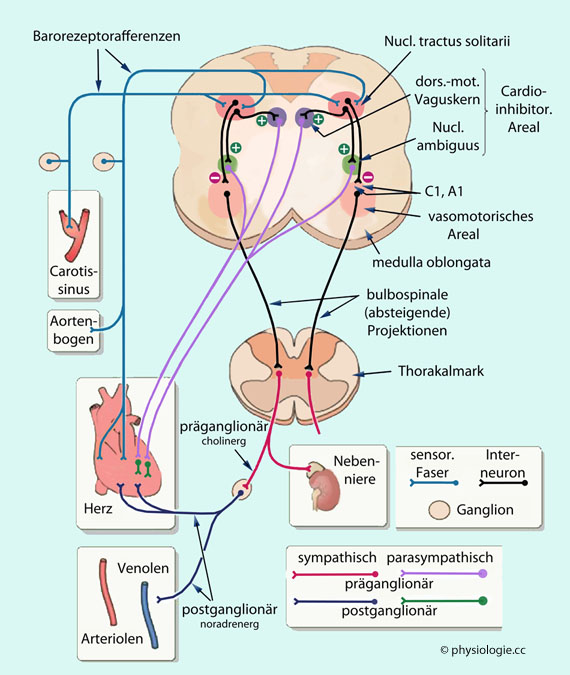 Barorezeptorafferenzen
Nucl. tractus solitarii
dors.-mot.
Vaguskern
Nucl.
ambiguus
Cardio-
inhibitor.
Areal
C1, A1
vasomotorisches
Areal
medulla oblongata
Carotis-
sinus
Aorten-
bogen
bulbospinale
(absteigende)
Projektionen
Thorakalmark
präganglionär
cholinerg
Herz
Neben-
niere
sensor.
Faser
Inter-
neuron
Ganglion
Venolen
Arteriolen
postganglionär
noradrenerg
sympathisch
parasympathisch
präganglionär
postganglionär
© physiologie.cc